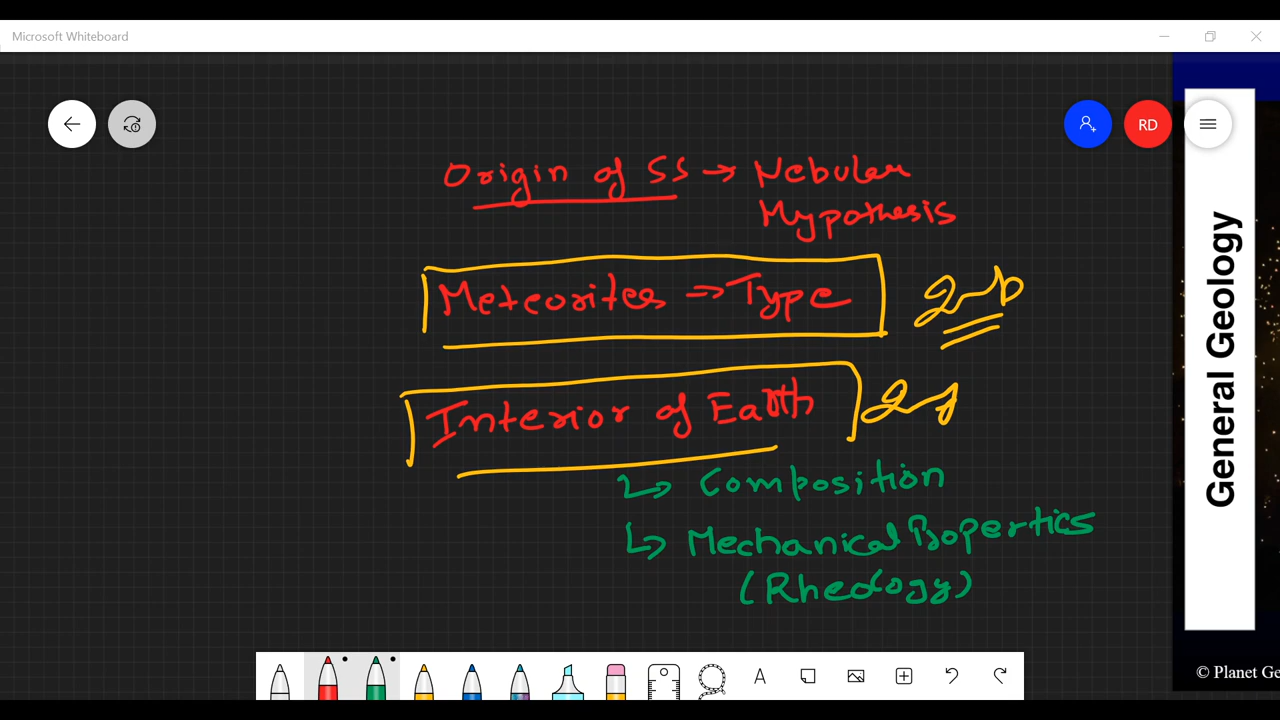 Microsoft Whiteboard
RD
Origin of SS → Nebular
Hypothesis
Meteorites ⇒ Type
Interior of Earth
↳ Composition
↳ Mechanical Properties
(Rheology)
A
General Geology
© Planet Ge